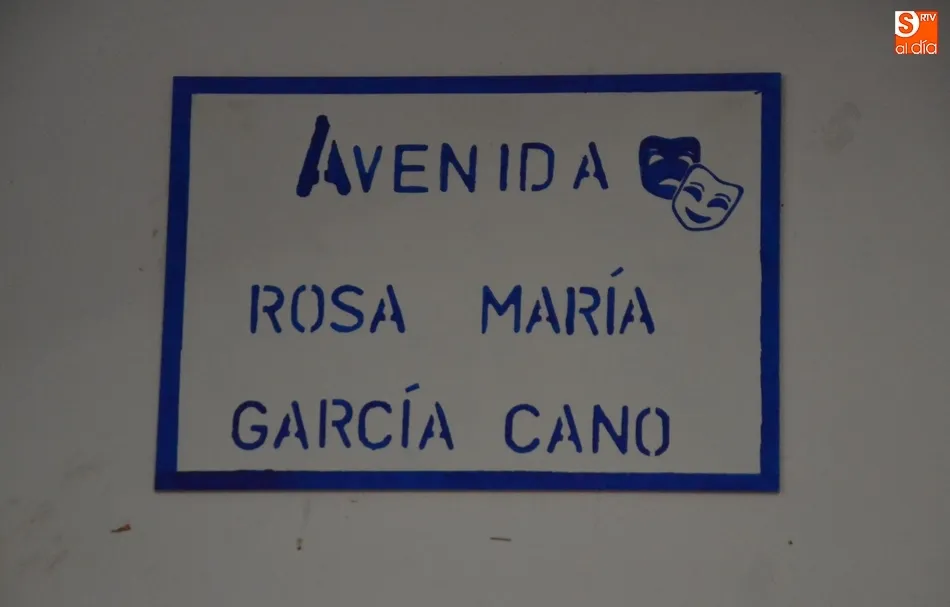 S RTV
al día
AVENIDA
ROSA MARÍA
GARCÍA CANO